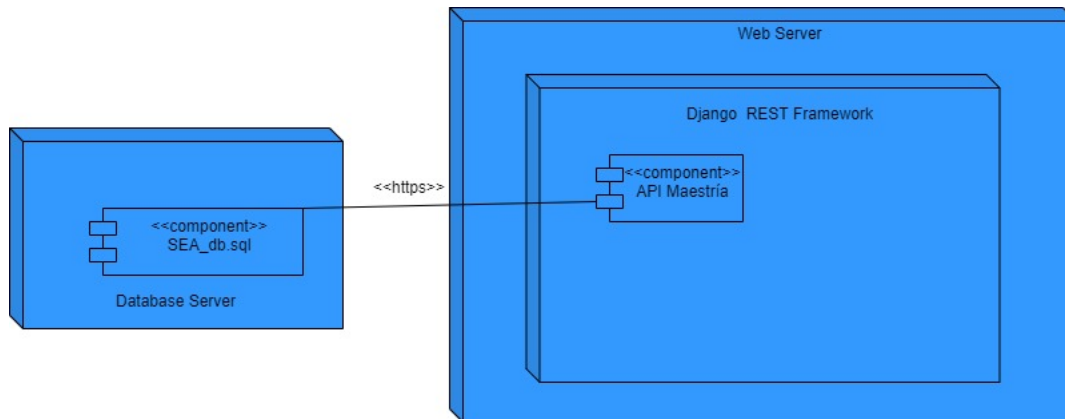 Web Server
Django REST Framework
<<component>>
API Maestría
<<https>>
<<component>>
SEA_db.sql
Database Server